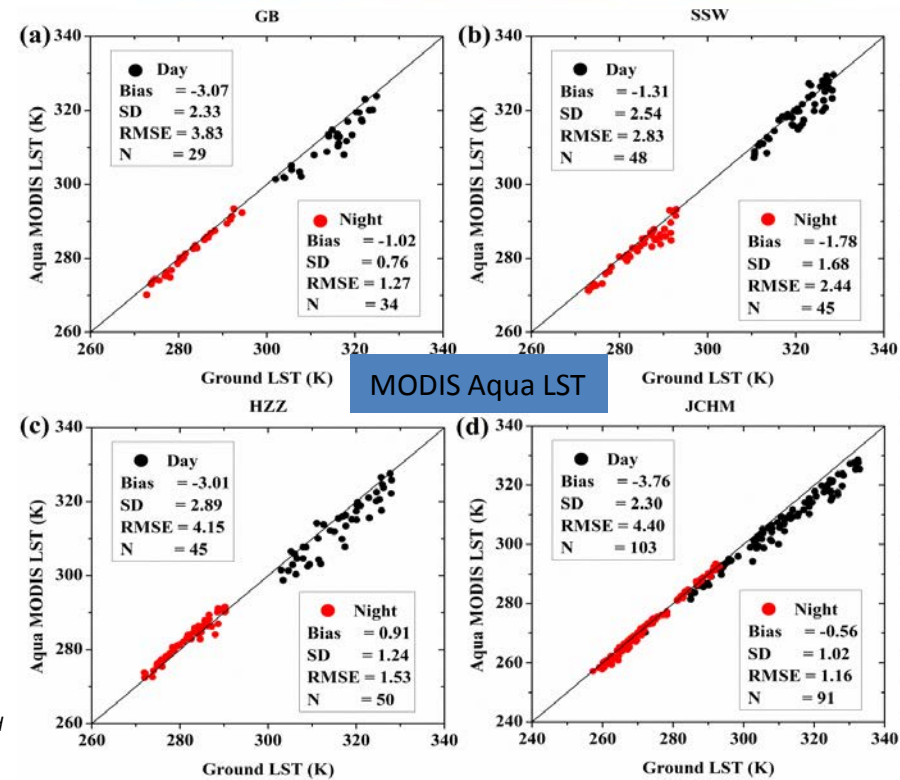 GB
(a)
Day
Bias = -3.07
SD = 2.33
RMSE = 3.83
N = 29
Night
Bias = -1.02
SD = 0.76
RMSE = 1.27
N = 34
Aqua MODIS LST (K)
340
320
300
280
260
260 280 300 320 340
Ground LST (K)
SSW
(b)
Day
Bias = -1.31
SD = 2.54
RMSE = 2.83
N = 48
Night
Bias = -1.78
SD = 1.68
RMSE = 2.44
N = 45
Aqua MODIS LST (K)
340
320
300
280
260
260 280 300 320 340
Ground LST (K)
MODIS Aqua LST
HZZ
(c)
Day
Bias = -3.01
SD = 2.89
RMSE = 4.15
N = 45
Night
Bias = 0.91
SD = 1.24
RMSE = 1.53
N = 50
Aqua MODIS LST (K)
340
320
300
280
260
260 280 300 320 340
Ground LST (K)
JCHM
(d)
Day
Bias = -3.76
SD = 2.30
RMSE = 4.40
N = 103
Night
Bias = -0.56
SD = 1.02
RMSE = 1.16
N = 91
Aqua MODIS LST (K)
340
320
300
280
260
240
240 260 280 300 320 340
Ground LST (K)